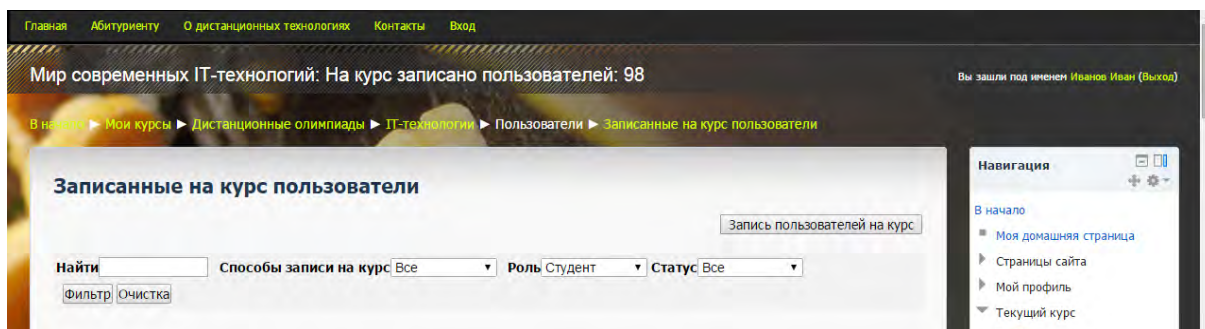 Главная Абитуриенту О дистанционных технологиях Контакты Вход
Мир современных IT-технологий: На курс записано пользователей: 98
Вы зашли под именем Иванов Иван (Выход)
В начало ► Мои курсы ► Дистанционные олимпиады ► IT-технологии ► Пользователи ► Записанные на курс пользователи
Записанные на курс пользователи
Запись пользователей на курс
Найти Способы записи на курс Все Роль Студент Статус Все
Фильтр Очистка
Навигация
В начало
Моя домашняя страница
Страницы сайта
Мой профиль
Текущий курс